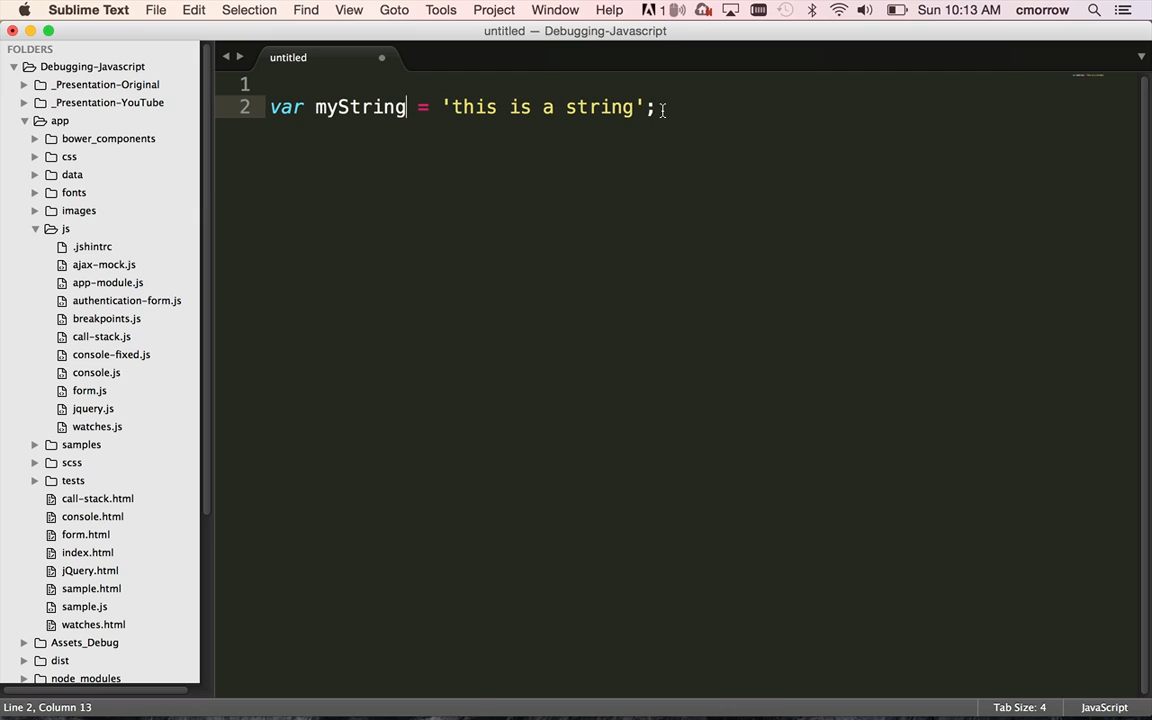 Sublime Text File Edit Selection Find View Goto Tools Project Window Help 1 Sun 10:13 AM cmorrow
untitled — Debugging-Javascript
FOLDERS
Debugging-Javascript
_Presentation-Original
_Presentation-YouTube
app
bower_components
css
data
fonts
images
js
.jshintrc
ajax-mock.js
app-module.js
authentication-form.js
breakpoints.js
call-stack.js
console-fixed.js
console.js
form.js
jquery.js
watches.js
samples
scss
tests
call-stack.html
console.html
form.html
index.html
jQuery.html
sample.html
sample.js
watches.html
Assets_Debug
dist
node_modules
untitled
1
2 var myString = 'this is a string';
Line 2, Column 13 Tab Size: 4 JavaScript